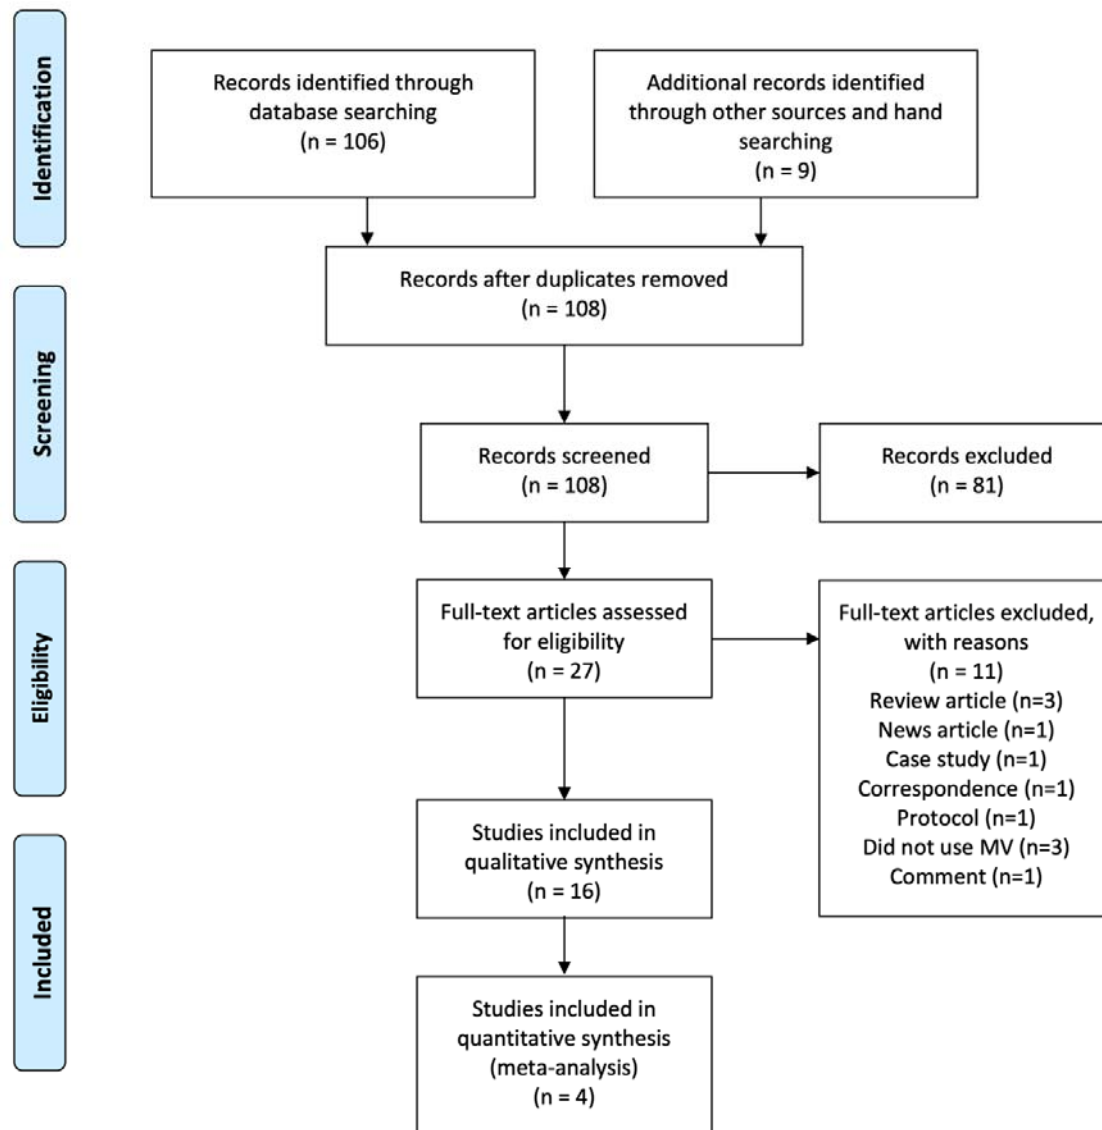 Identification
Records identified through
database searching
(n = 106)
Additional records identified
through other sources and hand
searching
(n = 9)
Records after duplicates removed
(n = 108)
Screening
Records screened
(n = 108)
Records excluded
(n = 81)
Eligibility
Full-text articles assessed
for eligibility
(n = 27)
Full-text articles excluded,
with reasons
(n = 11)
Review article (n=3)
News article (n=1)
Case study (n=1)
Correspondence (n=1)
Protocol (n=1)
Did not use MV (n=3)
Comment (n=1)
Studies included in
qualitative synthesis
(n = 16)
Included
Studies included in
quantitative synthesis
(meta-analysis)
(n = 4)